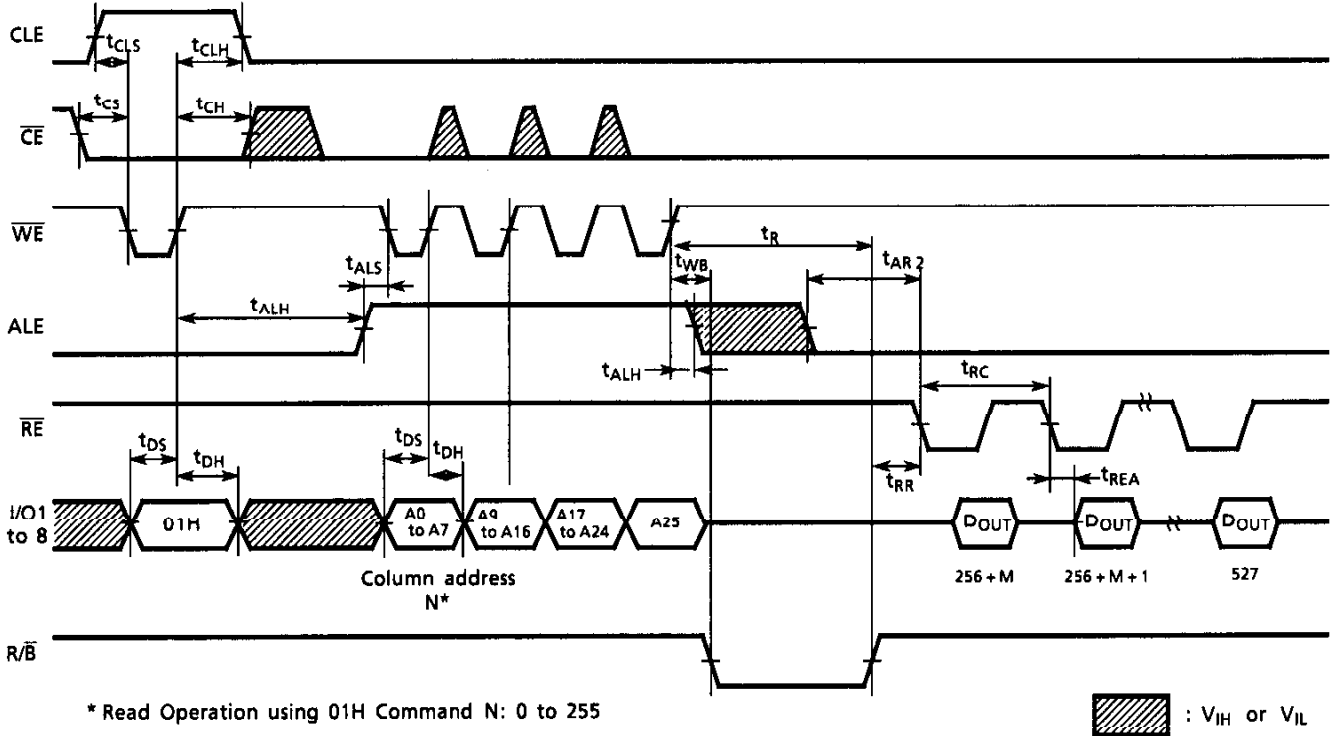 CLE
tCLS
tCLH
CE
tCS
tCH
WE
tALS
tR
tWB
tAR2
ALE
tALH
tALH
RE
tRC
tDS
tDH
tDS
tDH
tRR
tREA
I/O1
to 8
01H
A0
to A7
A9
to A16
A17
to A24
A25
DOUT
DOUT
DOUT
Column address
N*
256 + M
256 + M + 1
527
R/B
* Read Operation using 01H Command N: 0 to 255
: VIH or VIL